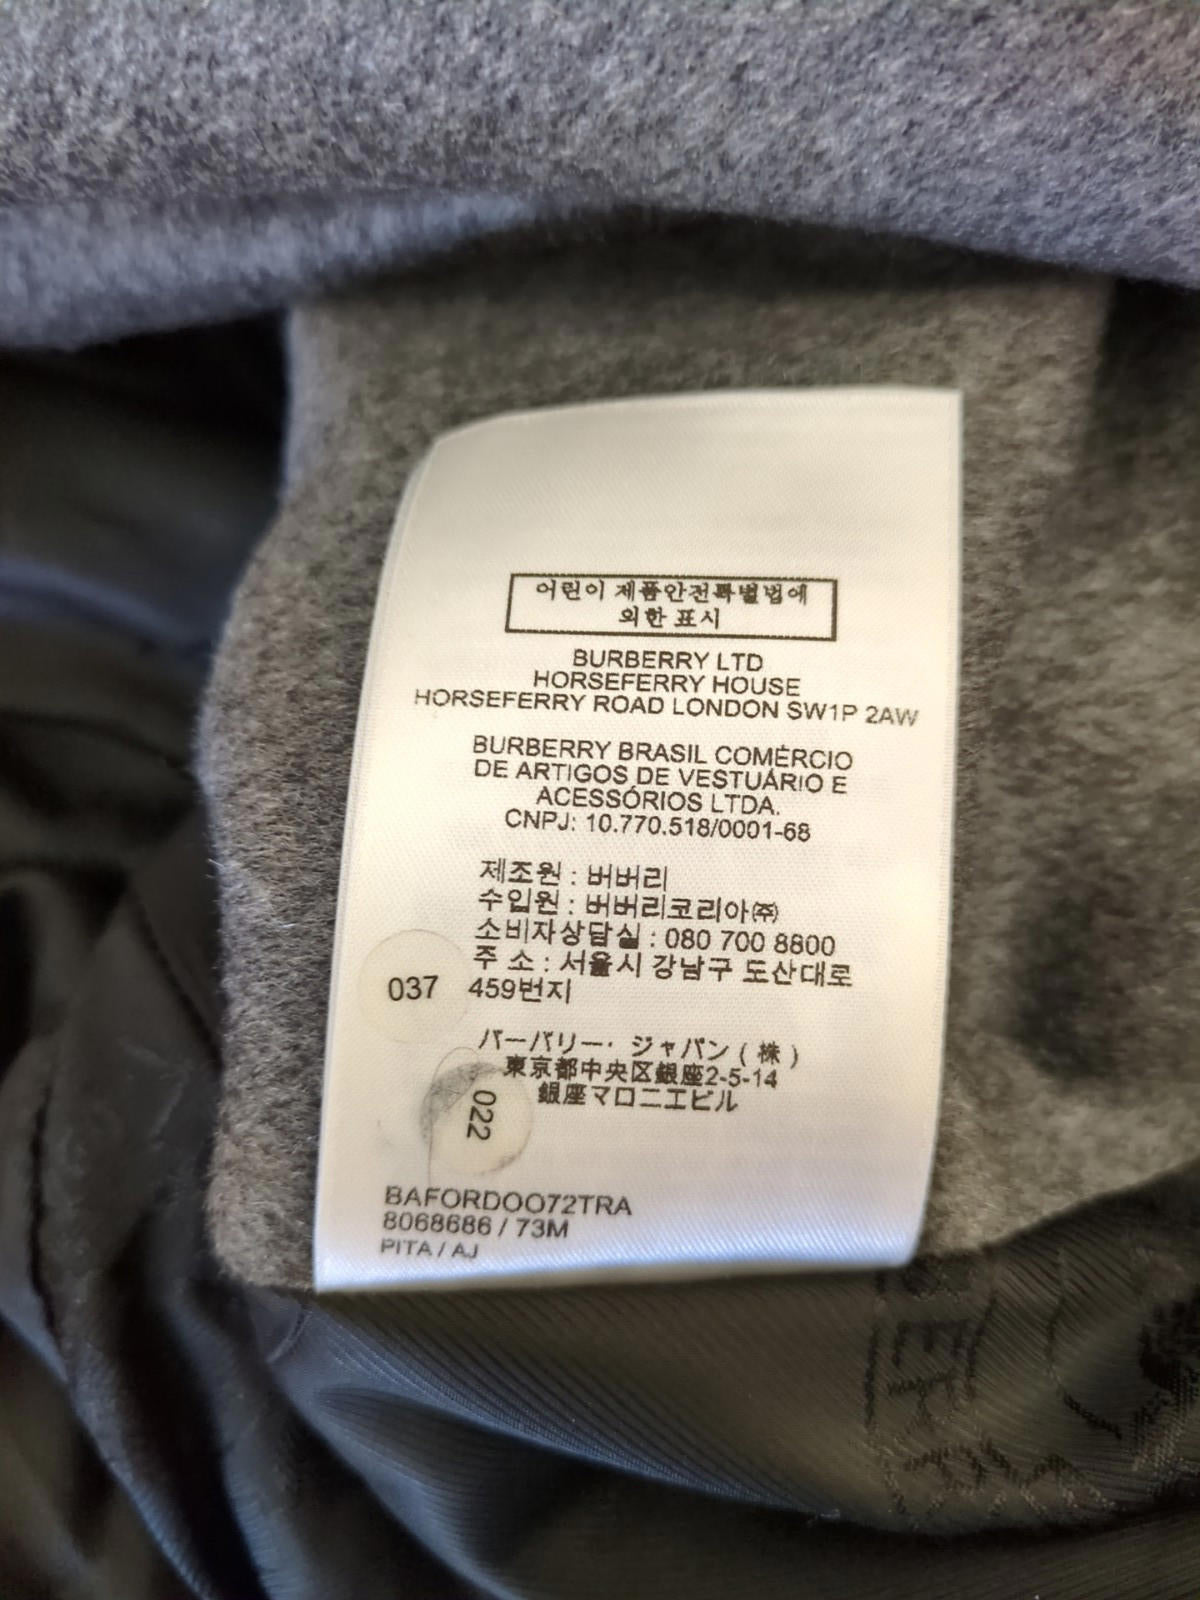 어린이 제품안전특별법에
의한 표시
BURBERRY LTD
HORSEFERRY HOUSE
HORSEFERRY ROAD LONDON SW1P 2AW
BURBERRY BRASIL COMÉRCIO
DE ARTIGOS DE VESTUÁRIO E
ACESSÓRIOS LTDA.
CNPJ: 10.770.518/0001-68
제조원 : 버버리
수입원 : 버버리코리아㈜
소비자상담실 : 080 700 8800
주 소 : 서울시 강남구 도산대로
459번지
037
バーバリー・ジャパン ( 株 )
東京都中央区銀座2-5-14
銀座マロニエビル
022
BAFORDOO72TRA
8068686 / 73M
PITA / AJ